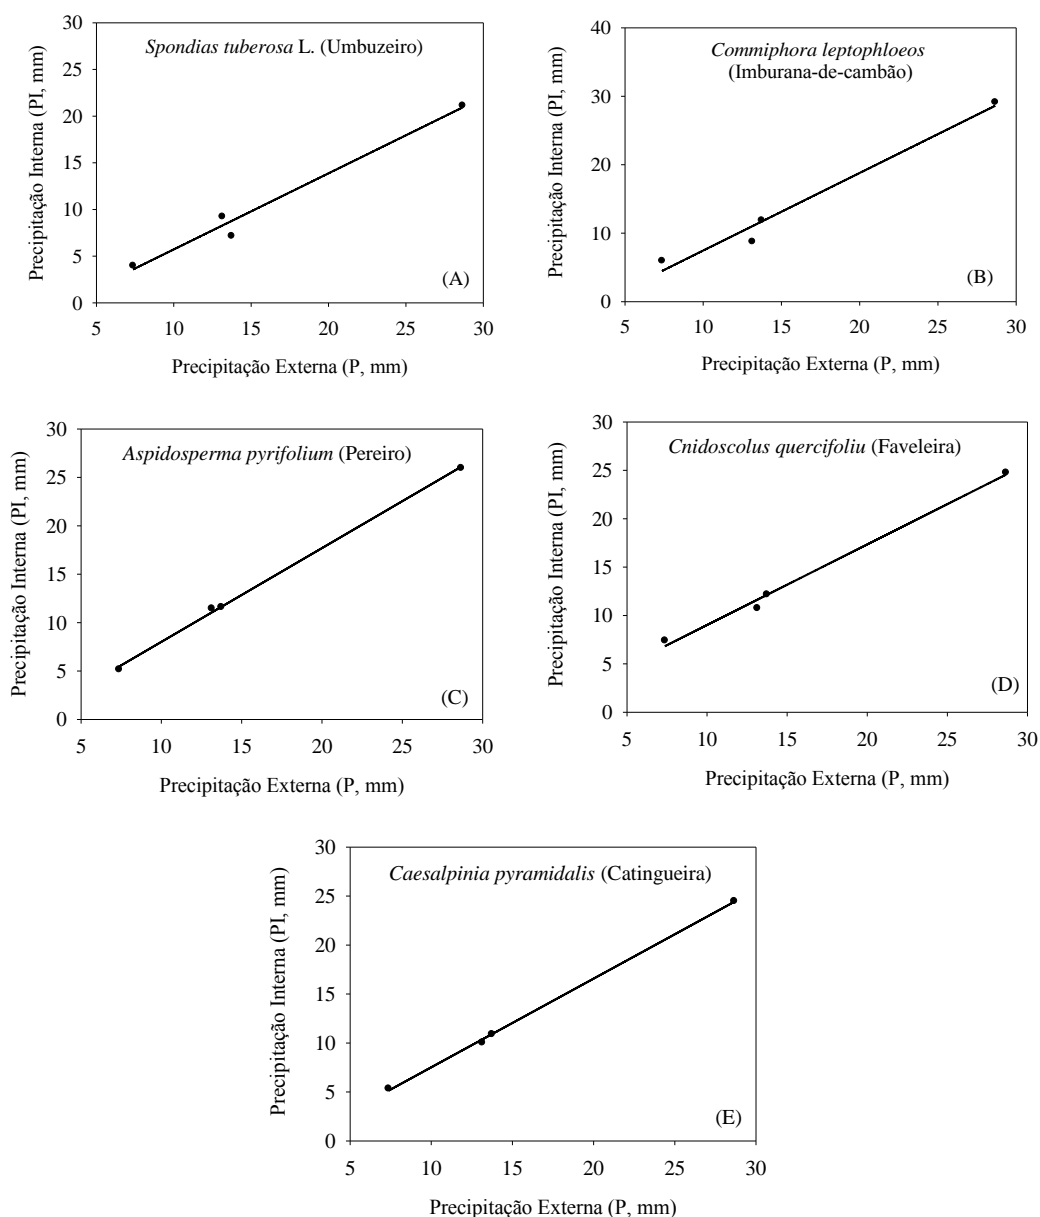 Spondias tuberosa L. (Umbuzeiro)
Precipitação Interna (PI, mm)
30
25
20
15
10
5
0
(A)
5 10 15 20 25 30
Precipitação Externa (P, mm)
Commiphora leptophloeos
(Imburana-de-cambão)
Precipitação Interna (PI, mm)
40
30
20
10
0
(B)
5 10 15 20 25 30
Precipitação Externa (P, mm)
Aspidosperma pyrifolium (Pereiro)
Precipitação Interna (PI, mm)
30
25
20
15
10
5
0
(C)
5 10 15 20 25 30
Precipitação Externa (P, mm)
Cnidoscolus quercifoliu (Faveleira)
Precipitação Interna (PI, mm)
30
25
20
15
10
5
0
(D)
5 10 15 20 25 30
Precipitação Externa (P, mm)
Caesalpinia pyramidalis (Catingueira)
Precipitação Interna (PI, mm)
30
25
20
15
10
5
0
(E)
5 10 15 20 25 30
Precipitação Externa (P, mm)